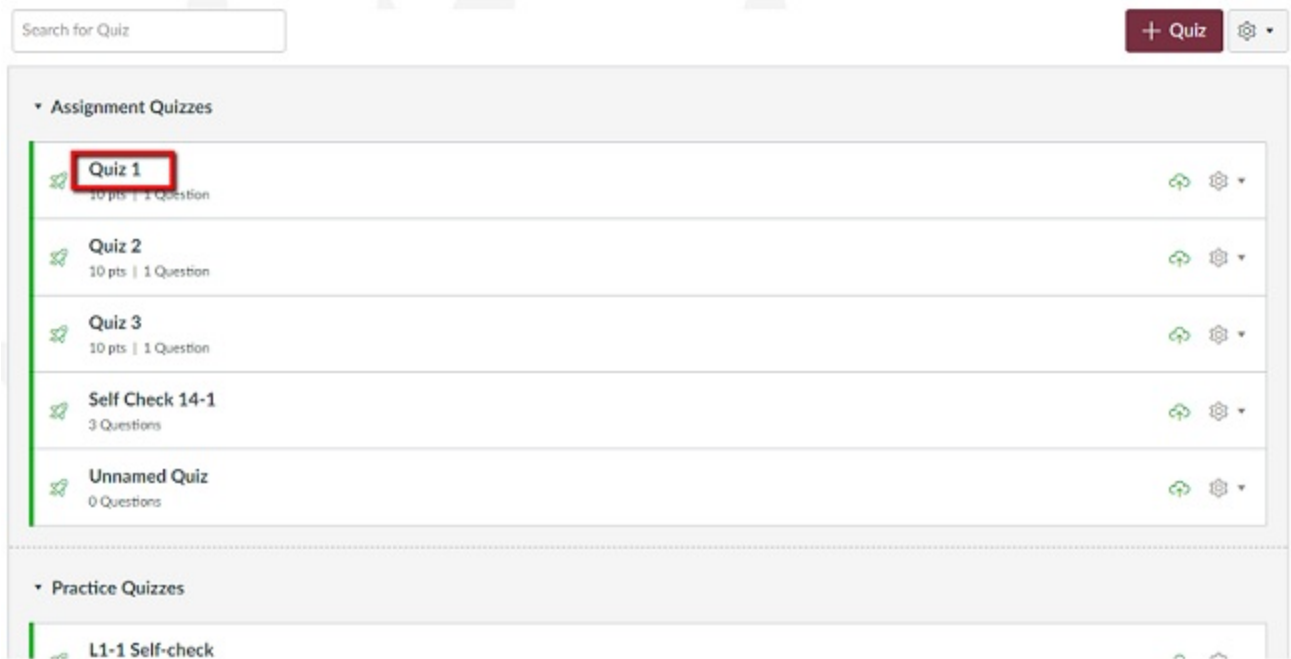 Search for Quiz
+ Quiz
Assignment Quizzes
Quiz 1
10 pts | 1 Question
Quiz 2
10 pts | 1 Question
Quiz 3
10 pts | 1 Question
Self Check 14-1
3 Questions
Unnamed Quiz
0 Questions
Practice Quizzes
L1-1 Self-check